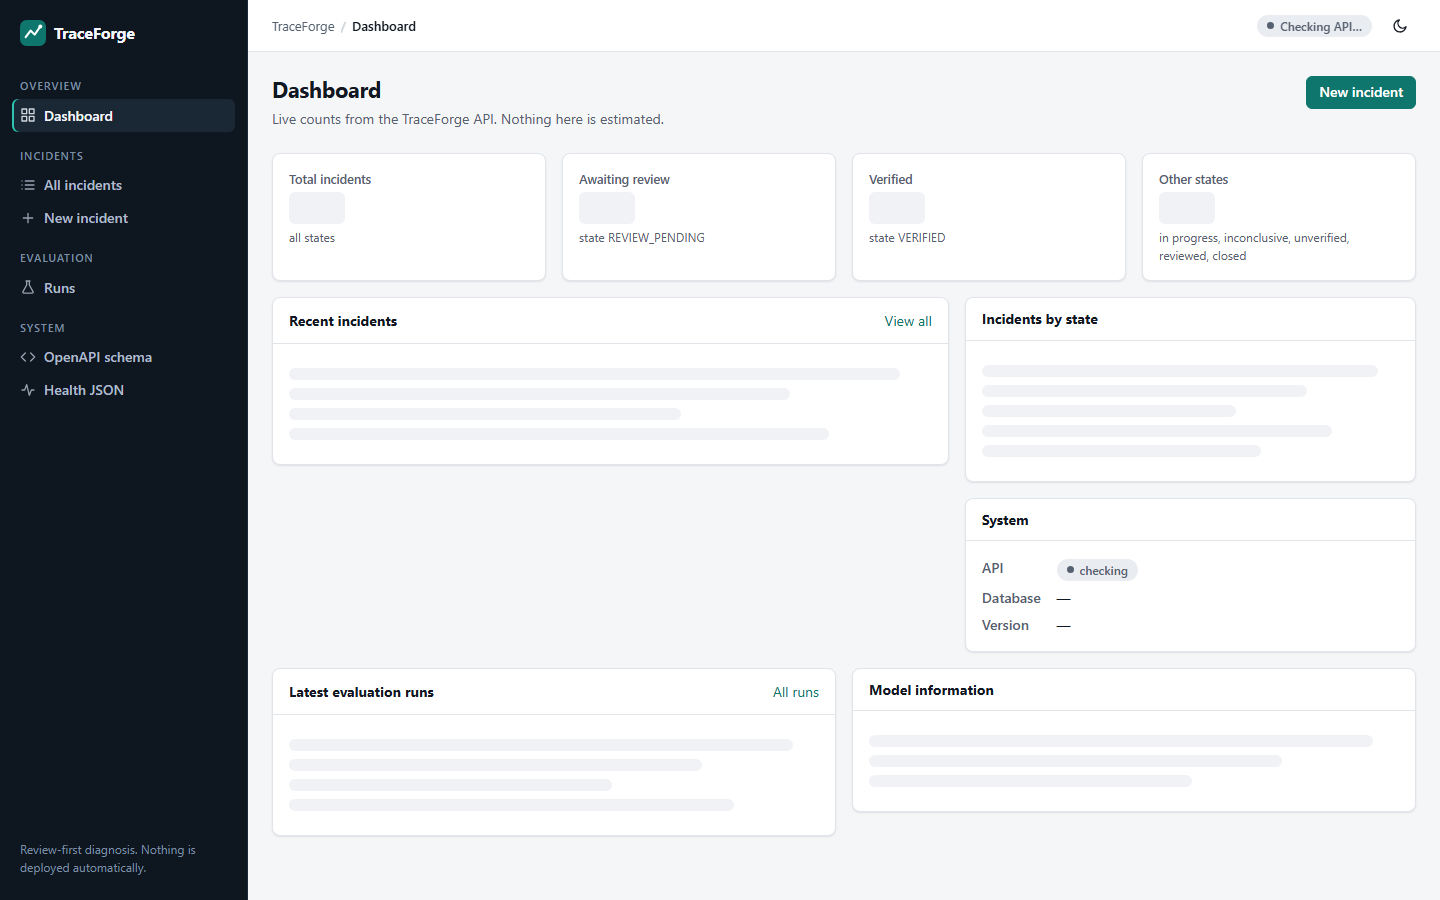 TraceForge
OVERVIEW
Dashboard
INCIDENTS
All incidents
New incident
EVALUATION
Runs
SYSTEM
OpenAPI schema
Health JSON
Review-first diagnosis. Nothing is
deployed automatically.
TraceForge / Dashboard
Checking API...
Dashboard
Live counts from the TraceForge API. Nothing here is estimated.
New incident
Total incidents
all states
Awaiting review
state REVIEW_PENDING
Verified
state VERIFIED
Other states
in progress, inconclusive, unverified,
reviewed, closed
Recent incidents
View all
Incidents by state
System
API checking
Database —
Version —
Latest evaluation runs
All runs
Model information